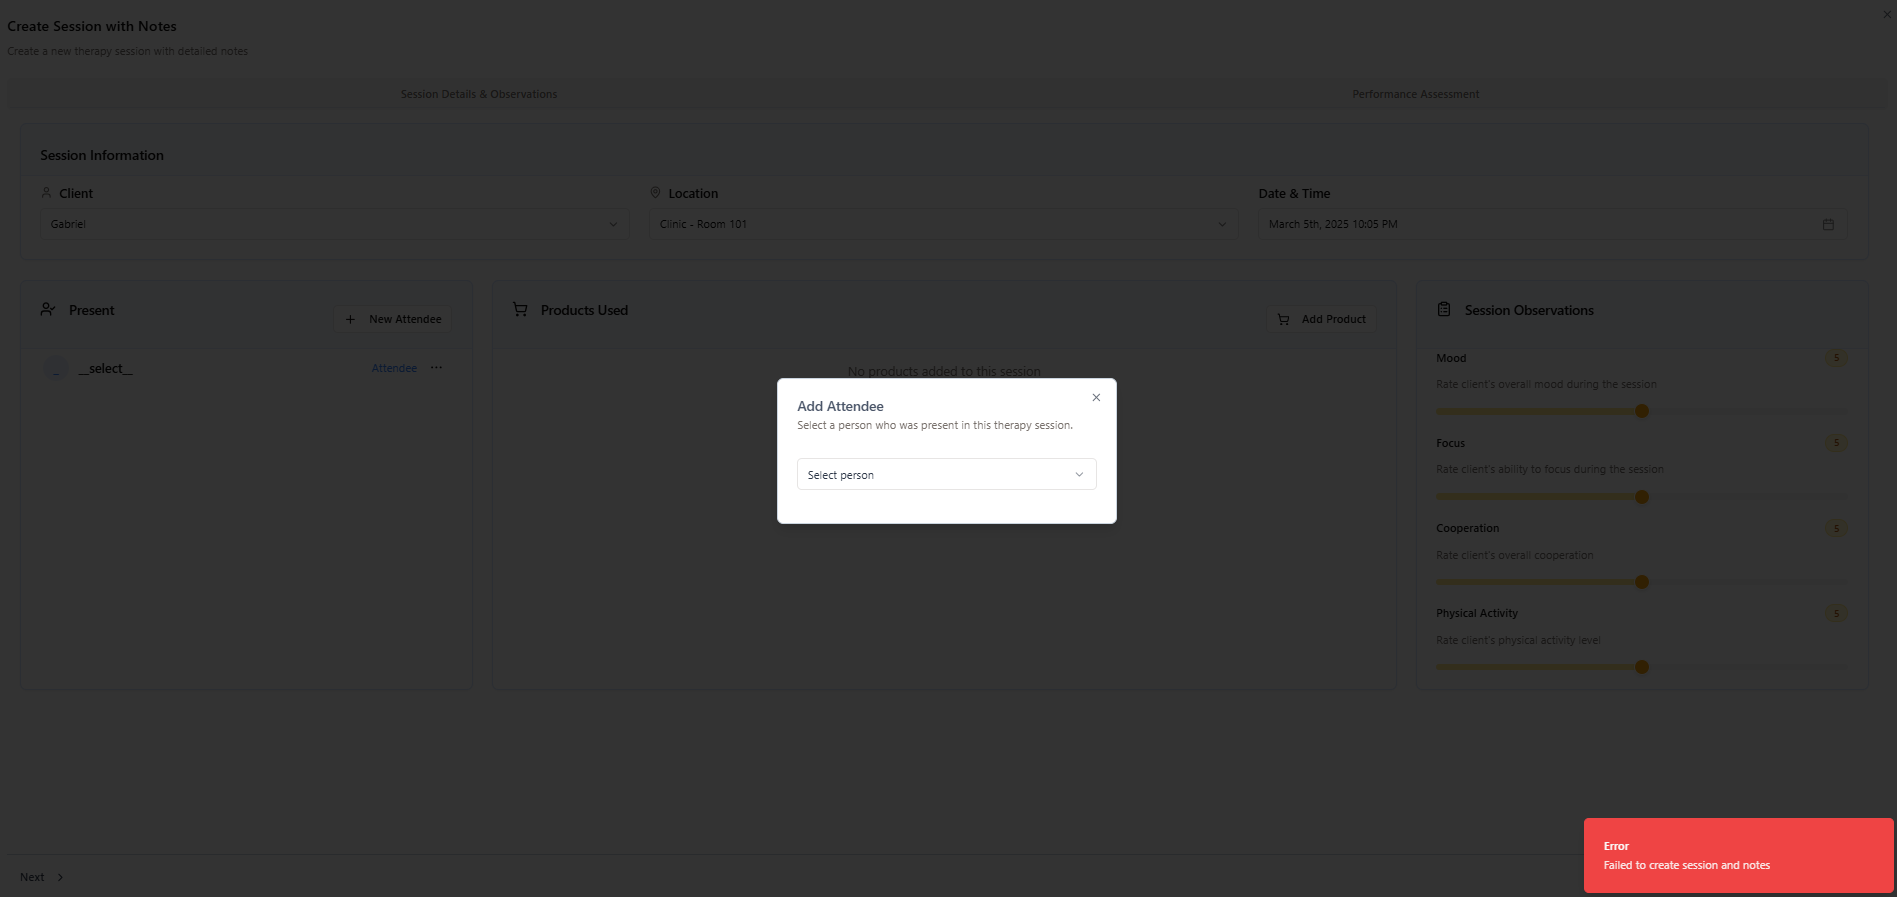 Create Session with Notes
Create a new therapy session with detailed notes
Session Details & Observations
Performance Assessment
Session Information
Client
Location
Date & Time
Gabriel
Clinic - Room 101
March 5th, 2025 10:05 PM
Present
New Attendee
_
__select__
Attendee
Products Used
Add Product
No products added to this session
Session Observations
Mood
5
Rate client's overall mood during the session
Focus
5
Rate client's ability to focus during the session
Cooperation
5
Rate client's overall cooperation
Physical Activity
5
Rate client's physical activity level
Add Attendee
Select a person who was present in this therapy session.
Select person
Next
Error
Failed to create session and notes